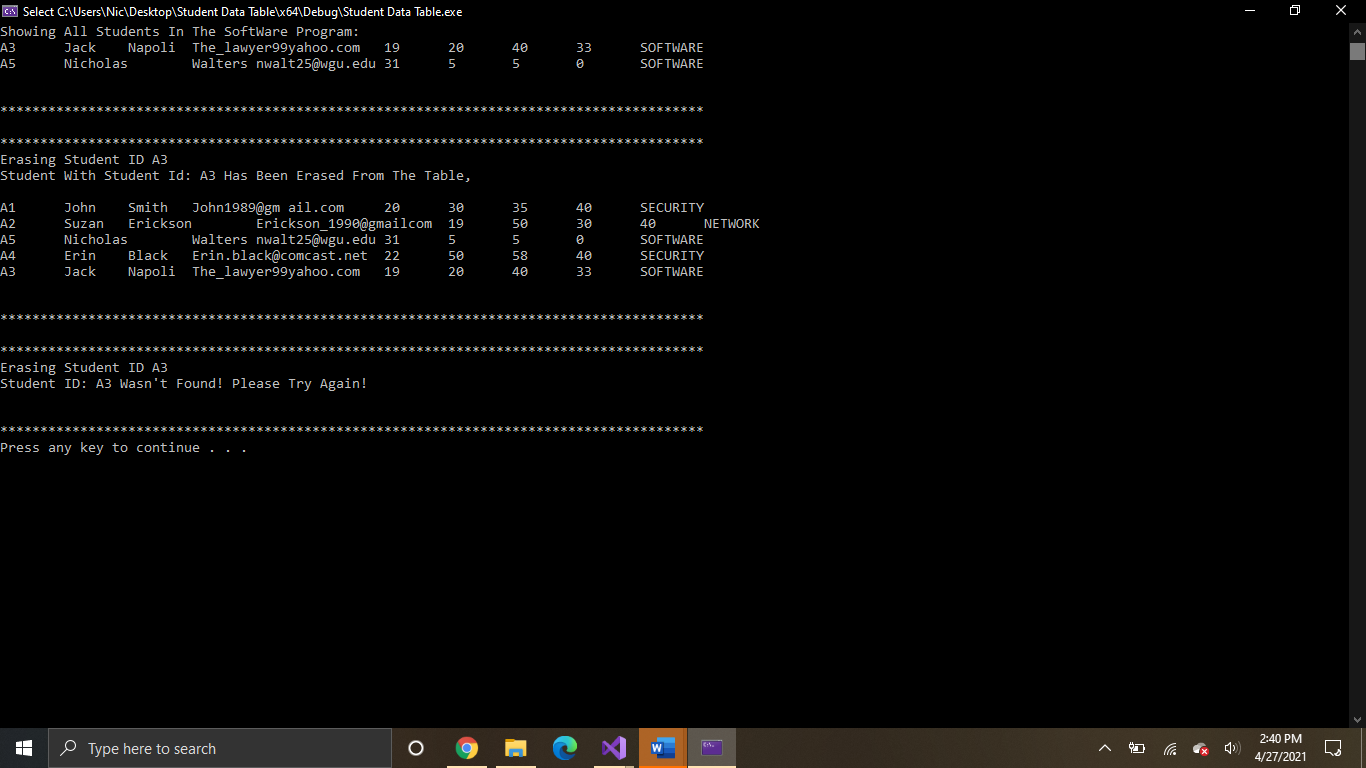 Select C:\Users\Nic\Desktop\Student Data Table\x64\Debug\Student Data Table.exe
Showing All Students In The SoftWare Program:
A3 Jack Napoli The_lawyer99yahoo.com 19 20 40 33 SOFTWARE
A5 Nicholas Walters nwalt25@wgu.edu 31 5 5 0 SOFTWARE
****************************************************************************************
****************************************************************************************
Erasing Student ID A3
Student With Student Id: A3 Has Been Erased From The Table,
A1 John Smith John1989@gm ail.com 20 30 35 40 SECURITY
A2 Suzan Erickson Erickson_1990@gmailcom 19 50 30 40 NETWORK
A5 Nicholas Walters nwalt25@wgu.edu 31 5 5 0 SOFTWARE
A4 Erin Black Erin.black@comcast.net 22 50 58 40 SECURITY
A3 Jack Napoli The_lawyer99yahoo.com 19 20 40 33 SOFTWARE
****************************************************************************************
****************************************************************************************
Erasing Student ID A3
Student ID: A3 Wasn't Found! Please Try Again!
****************************************************************************************
Press any key to continue . . .
Type here to search
2:40 PM
4/27/2021